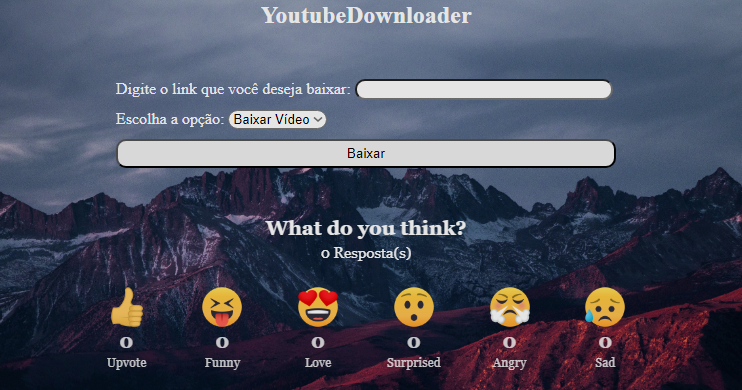 YoutubeDownloader
Digite o link que você deseja baixar:
Escolha a opção: Baixar Vídeo
Baixar
What do you think?
0 Resposta(s)
0 0 0 0 0 0
Upvote Funny Love Surprised Angry Sad